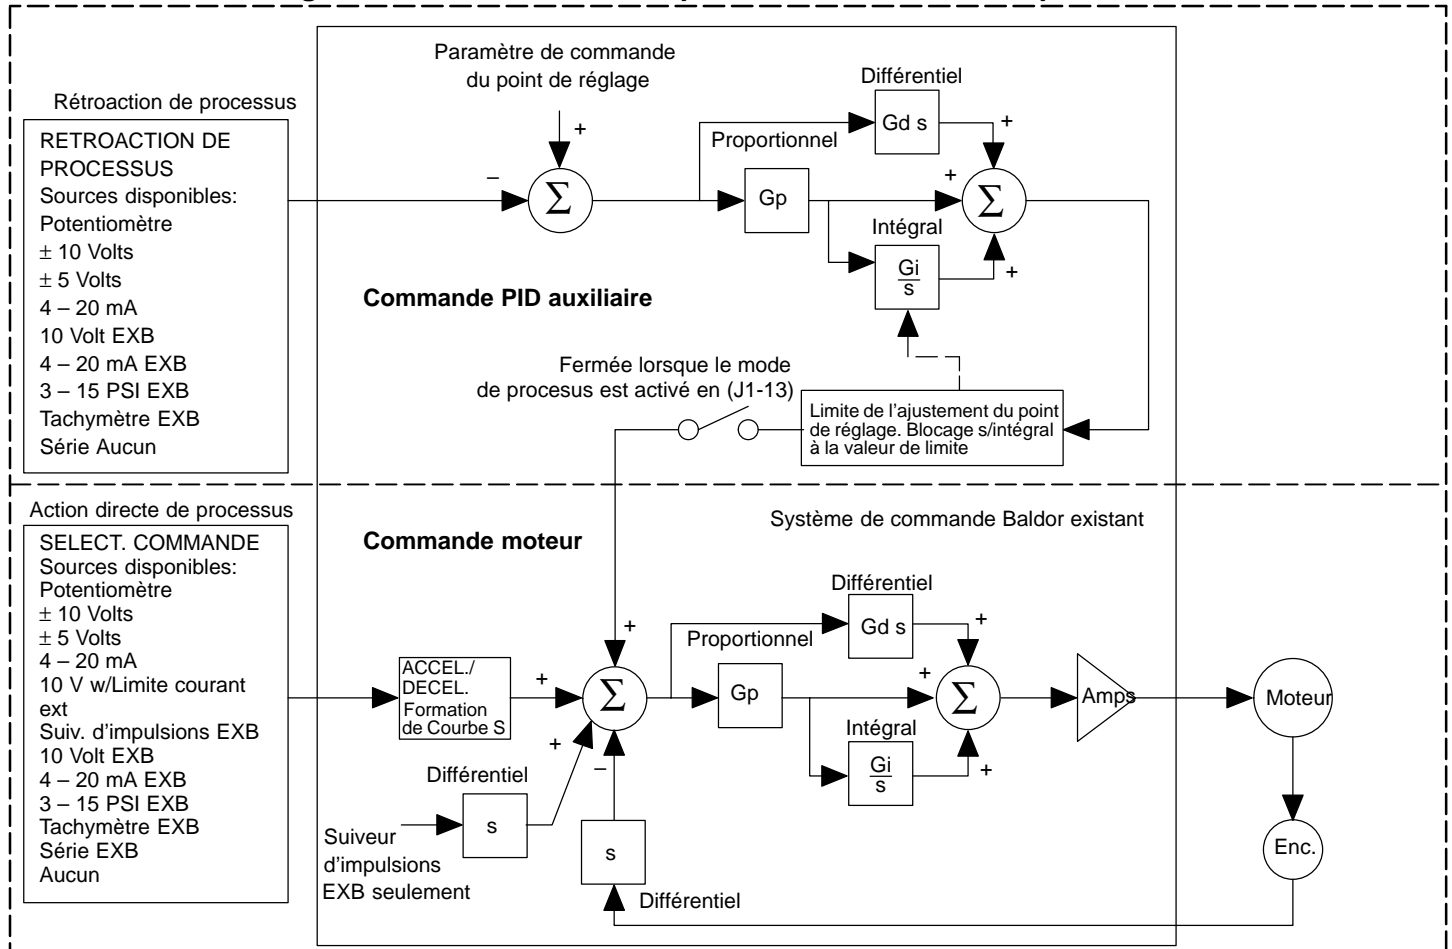 Paramètre de commande
du point de réglage
Différentiel
Rétroaction de processus
RETROACTION DE
PROCESSUS
Sources disponibles:
Potentiomètre
± 10 Volts
± 5 Volts
4 – 20 mA
10 Volt EXB
4 – 20 mA EXB
3 – 15 PSI EXB
Tachymètre EXB
Série Aucun
+
–
Σ
Proportionnel
Gd s
+
Gp
+
Σ
Intégral
Gi
s
+
Commande PID auxiliaire
Fermée lorsque le mode
de procesus est activé en (J1-13)
Limite de l'ajustement du point
de réglage. Blocage s/intégral
à la valeur de limite
Action directe de processus
SELECT. COMMANDE
Sources disponibles:
Potentiomètre
± 10 Volts
± 5 Volts
4 – 20 mA
10 V w/Limite courant
ext
Suiv. d'impulsions EXB
10 Volt EXB
4 – 20 mA EXB
3 – 15 PSI EXB
Tachymètre EXB
Série EXB
Aucun
Commande moteur
Système de commande Baldor existant
ACCEL./
DECEL.
Formation
de Courbe S
+
+
+
–
Σ
Différentiel
s
Suiveur
d'impulsions
EXB seulement
s
Différentiel
Proportionnel
Différentiel
Gd s
+
Gp
+
Σ
Intégral
Gi
s
+
Amps
Moteur
Enc.